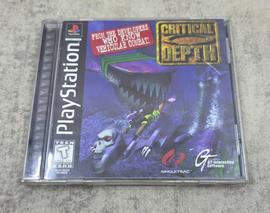 PlayStation
FROM THE DEVELOPERS
WHO KNOW
VEHICULAR COMBAT.
CRITICAL
DEPTH
TEEN
SINGLETRAC
GT Interactive
Software